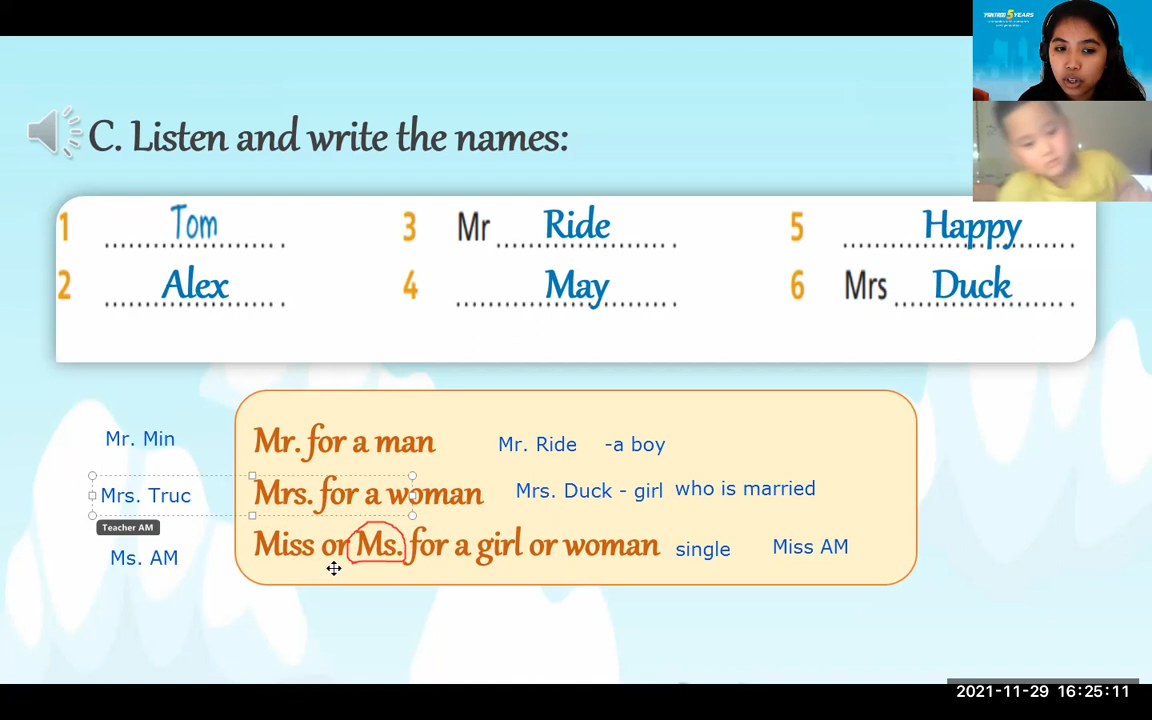 5 YEARS
C. Listen and write the names:
1 Tom 3 Mr Ride 5 Happy
2 Alex 4 May 6 Mrs Duck
Mr. Min Mr. for a man Mr. Ride -a boy
Mrs. Truc Mrs. for a woman Mrs. Duck - girl who is married
Teacher AM
Ms. AM Miss or Ms. for a girl or woman single Miss AM
2021-11-29 16:25:11